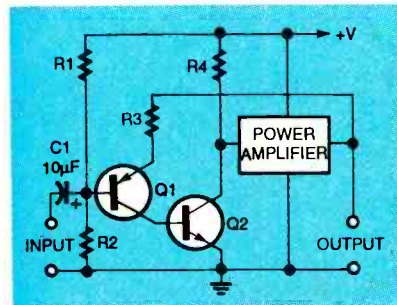 +V
R1
R4
R3
C1
10µF
POWER
AMPLIFIER
Q1
+
Q2
INPUT
R2
OUTPUT